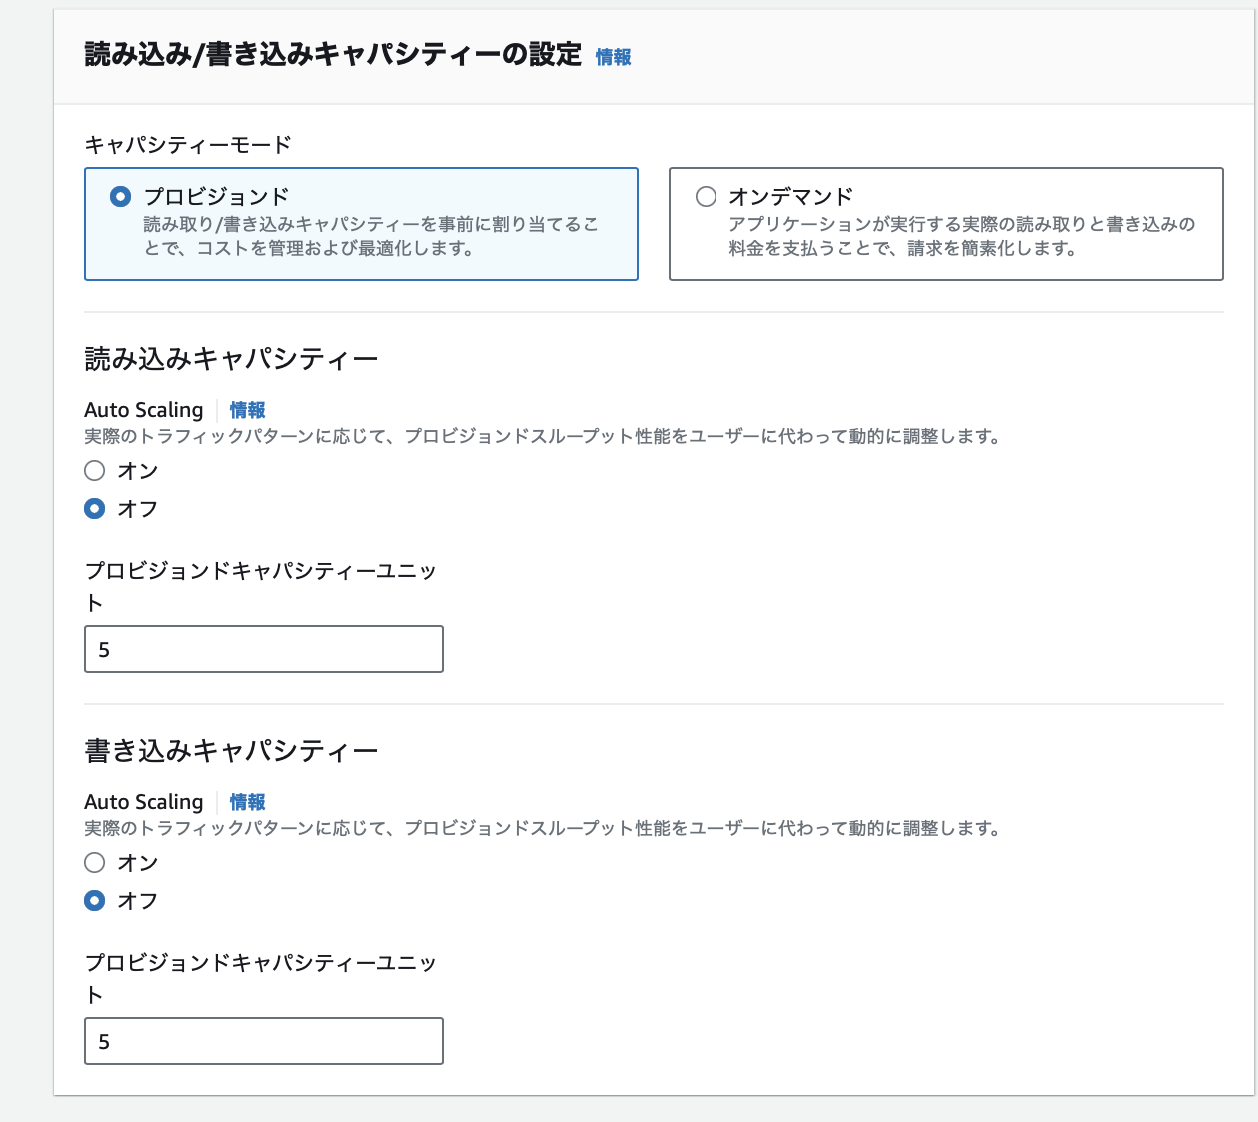 読み込み/書き込みキャパシティーの設定 情報
キャパシティーモード
プロビジョンド
読み取り/書き込みキャパシティーを事前に割り当てるこ
とで、コストを管理および最適化します。
オンデマンド
アプリケーションが実行する実際の読み取りと書き込みの
料金を支払うことで、請求を簡素化します。
読み込みキャパシティー
Auto Scaling 情報
実際のトラフィックパターンに応じて、プロビジョンドスループット性能をユーザーに代わって動的に調整します。
オン
オフ
プロビジョンドキャパシティーユニッ
ト
5
書き込みキャパシティー
Auto Scaling 情報
実際のトラフィックパターンに応じて、プロビジョンドスループット性能をユーザーに代わって動的に調整します。
オン
オフ
プロビジョンドキャパシティーユニッ
ト
5